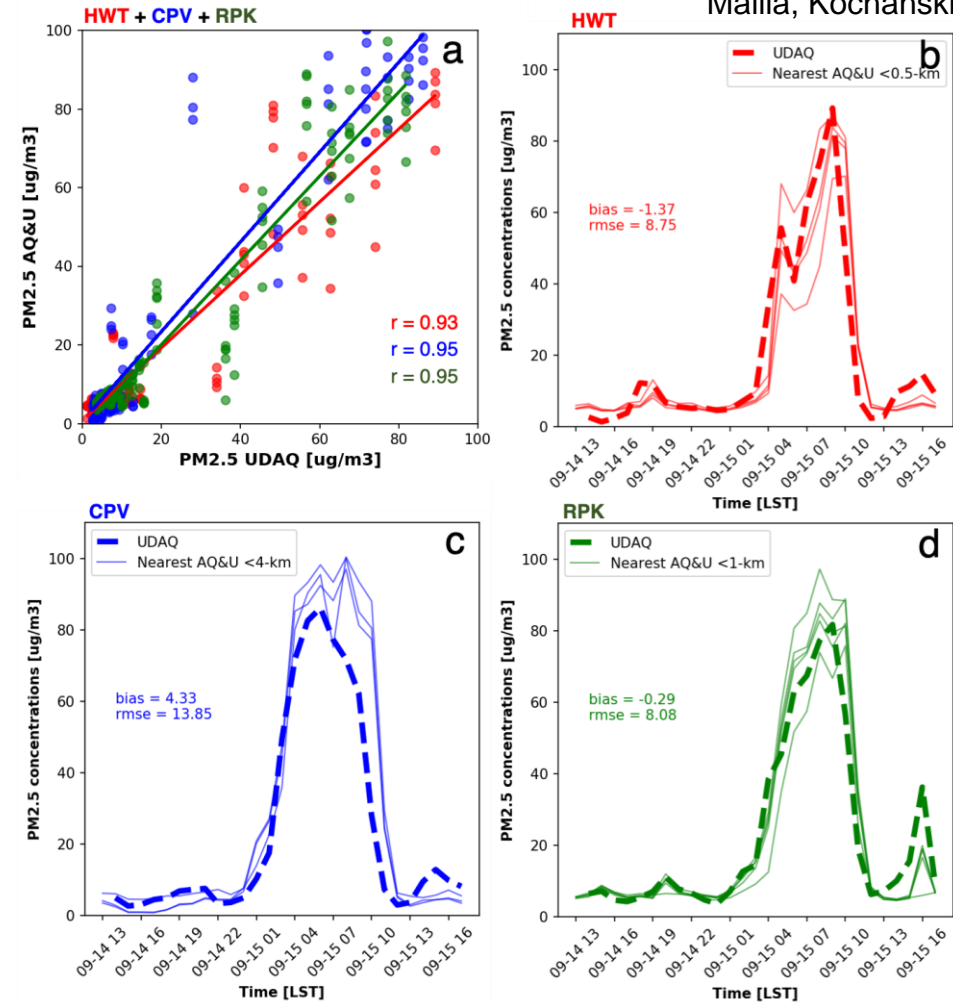 Mallia, Kochanski
HWT + CPV + RPK
a
PM2.5 AQ&U [ug/m3]
100
80
60
40
20
0
r = 0.93
r = 0.95
r = 0.95
0 20 40 60 80 100
PM2.5 UDAQ [ug/m3]
HWT
b
UDAQ
Nearest AQ&U <0.5-km
PM2.5 concentrations [ug/m3]
100
80
60
40
20
0
bias = -1.37
rmse = 8.75
09-14 13 09-14 16 09-14 19 09-14 22 09-15 01 09-15 04 09-15 07 09-15 10 09-15 13 09-15 16
Time [LST]
CPV
c
UDAQ
Nearest AQ&U <4-km
PM2.5 concentrations [ug/m3]
100
80
60
40
20
0
bias = 4.33
rmse = 13.85
09-14 13 09-14 16 09-14 19 09-14 22 09-15 01 09-15 04 09-15 07 09-15 10 09-15 13 09-15 16
Time [LST]
RPK
d
UDAQ
Nearest AQ&U <1-km
PM2.5 concentrations [ug/m3]
100
80
60
40
20
0
bias = -0.29
rmse = 8.08
09-14 13 09-14 16 09-14 19 09-14 22 09-15 01 09-15 04 09-15 07 09-15 10 09-15 13 09-15 16
Time [LST]